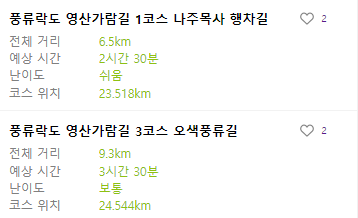 풍류락도 영산가람길 1코스 나주목사 행차길 2
전체 거리 6.5km
예상 시간 2시간 30분
난이도 쉬움
코스 위치 23.518km
풍류락도 영산가람길 3코스 오색풍류길 2
전체 거리 9.3km
예상 시간 3시간 30분
난이도 보통
코스 위치 24.544km